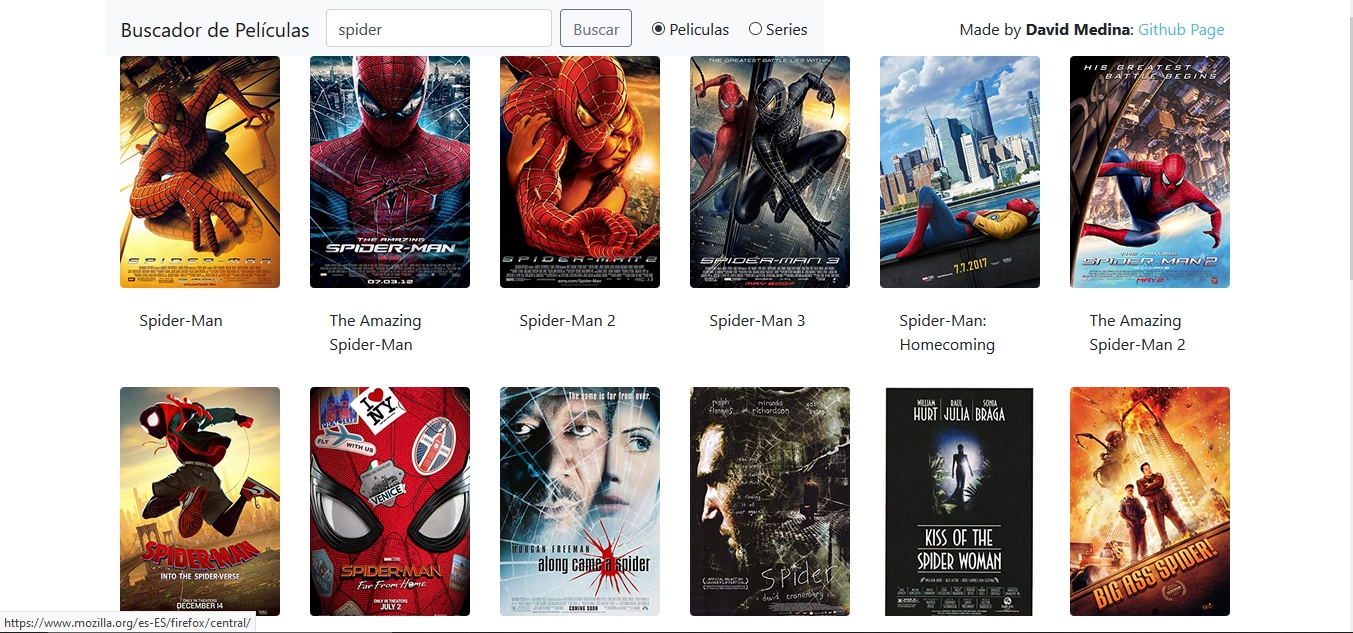 Buscador de Películas
spider
Buscar
Peliculas
Series
Made by David Medina: Github Page
SPIDER-MAN
THE AMAZING
SPIDER-MAN
07.03.12
SPIDER-MAN 2
THE GREATEST BATTLE LIES WITHIN
SPIDER-MAN 3
MAY 2007
7.7.2017
HIS GREATEST
BATTLE BEGINS
THE AMAZING
SPIDER-MAN 2
MAY 2
Spider-Man
The Amazing
Spider-Man
Spider-Man 2
Spider-Man 3
Spider-Man:
Homecoming
The Amazing
Spider-Man 2
SPIDER-MAN
INTO THE SPIDER-VERSE
ONLY IN THEATERS
DECEMBER 14
I ♥
NY
FLY WITH US
LONDON
VENICE
SPIDER-MAN
Far From Home
ONLY IN THEATERS
JULY 2
The game is far from over.
MORGAN FREEMAN
along came a spider
COMING SOON
ralph
fiennes
miranda
richardson
Spider
david cronenberg
WILLIAM
HURT
RAUL
JULIA
SONIA
BRAGA
KISS OF THE
SPIDER WOMAN
BIG ASS SPIDER!
https://www.mozilla.org/es-ES/firefox/central/